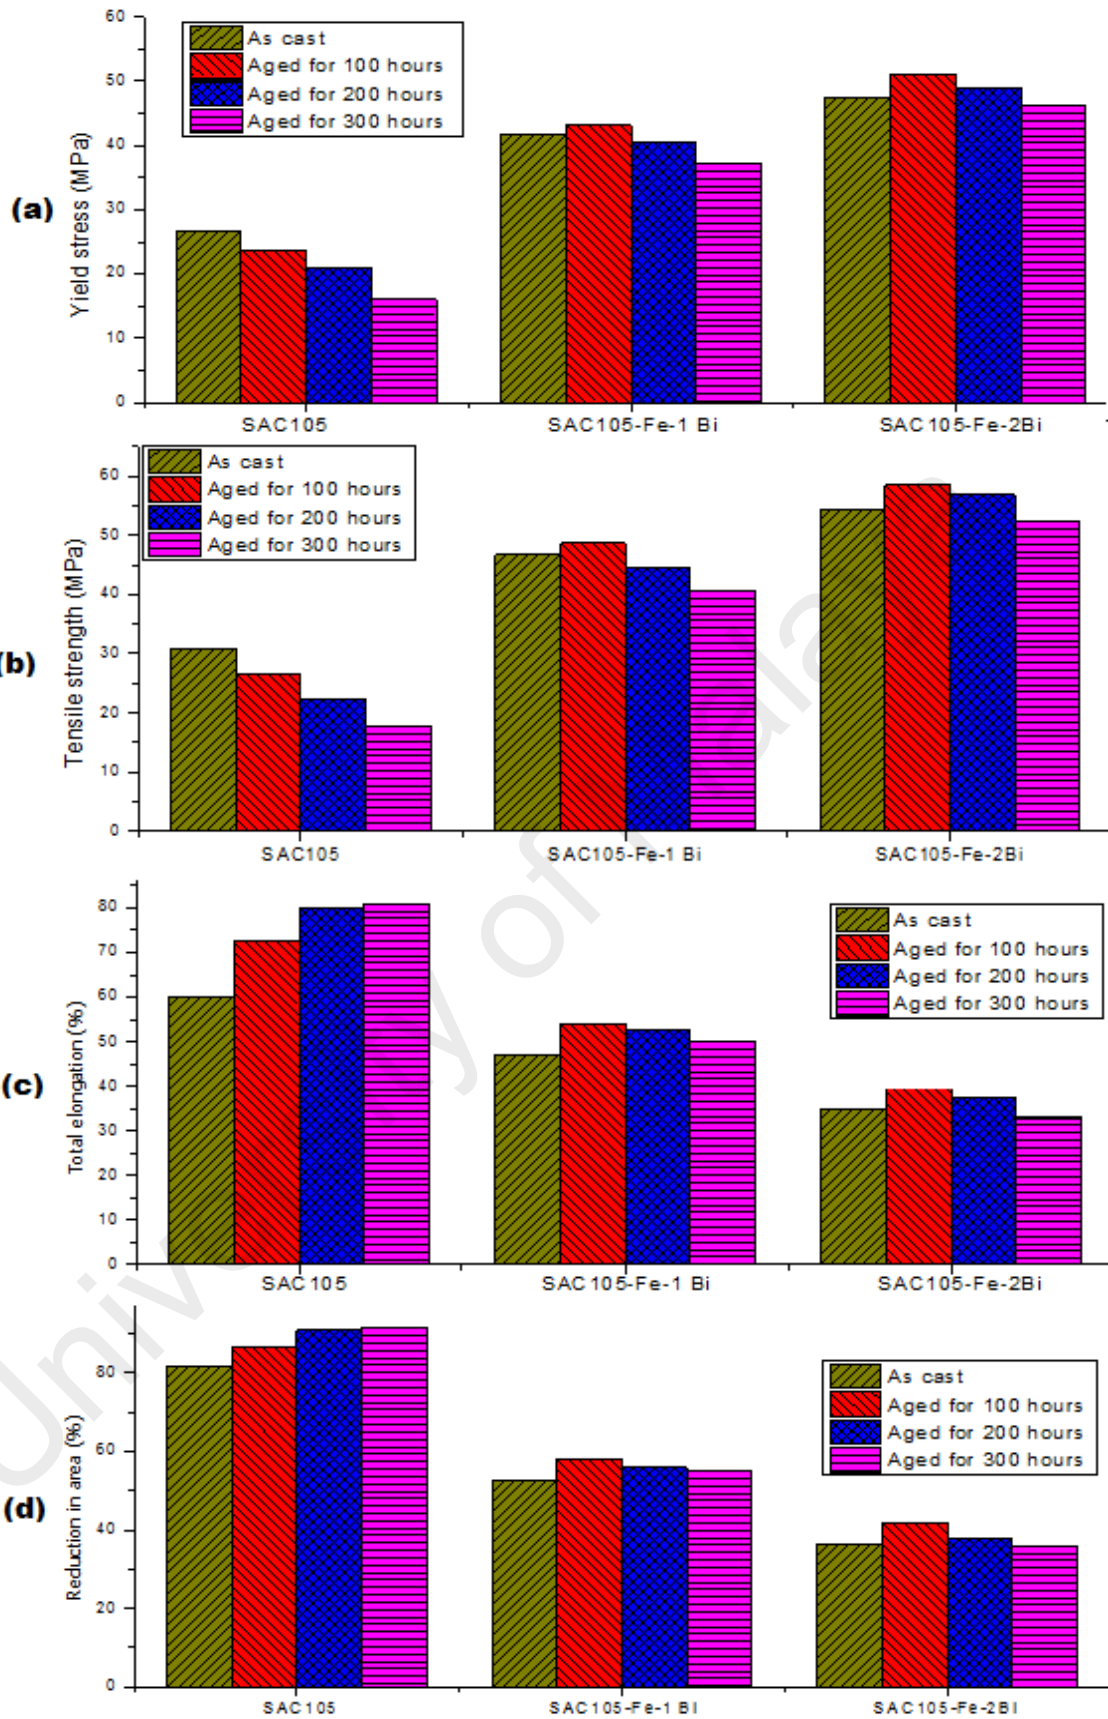 60
50
40
30
20
10
0
(a)
Yield stress (MPa)
As cast
Aged for 100 hours
Aged for 200 hours
Aged for 300 hours
SAC105
SAC105-Fe-1 Bi
SAC105-Fe-2Bi
60
50
40
30
20
10
0
(b)
Tensile strength (MPa)
As cast
Aged for 100 hours
Aged for 200 hours
Aged for 300 hours
SAC105
SAC105-Fe-1 Bi
SAC105-Fe-2Bi
80
70
60
50
40
30
20
10
0
(c)
Total elongation (%)
As cast
Aged for 100 hours
Aged for 200 hours
Aged for 300 hours
SAC105
SAC105-Fe-1 Bi
SAC105-Fe-2Bi
80
60
40
20
0
(d)
Reduction in area (%)
As cast
Aged for 100 hours
Aged for 200 hours
Aged for 300 hours
SAC105
SAC105-Fe-1 Bi
SAC105-Fe-2Bi